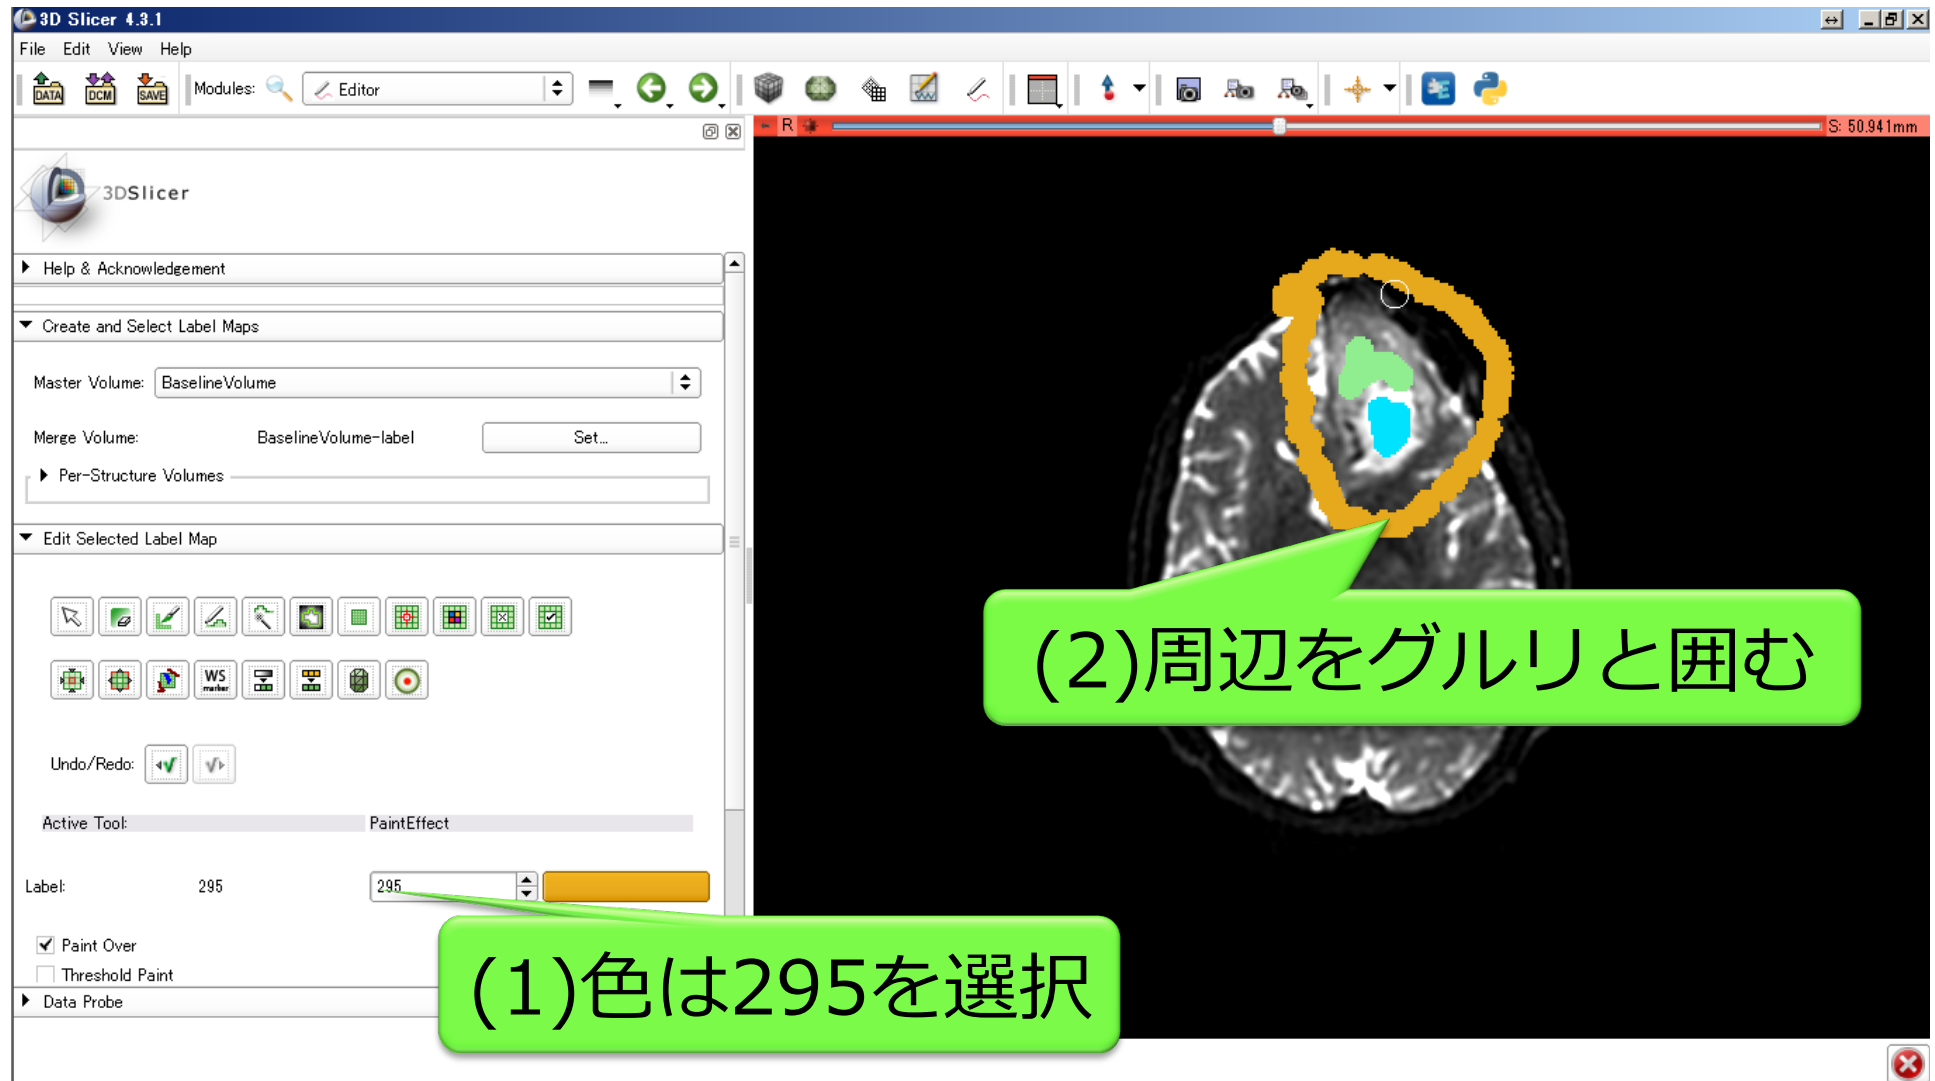 3D Slicer 4.3.1
File Edit View Help
DATA DCM SAVE Modules: Editor
R S: 50.941mm
3DSlicer
Help & Acknowledgement
Create and Select Label Maps
Master Volume: BaselineVolume
Merge Volume: BaselineVolume-label Set...
Per-Structure Volumes
Edit Selected Label Map
WS
marker
Undo/Redo:
Active Tool: PaintEffect
Label: 295 295
Paint Over
Threshold Paint
Data Probe
(1)色は295を選択
(2)周辺をグルリと囲む